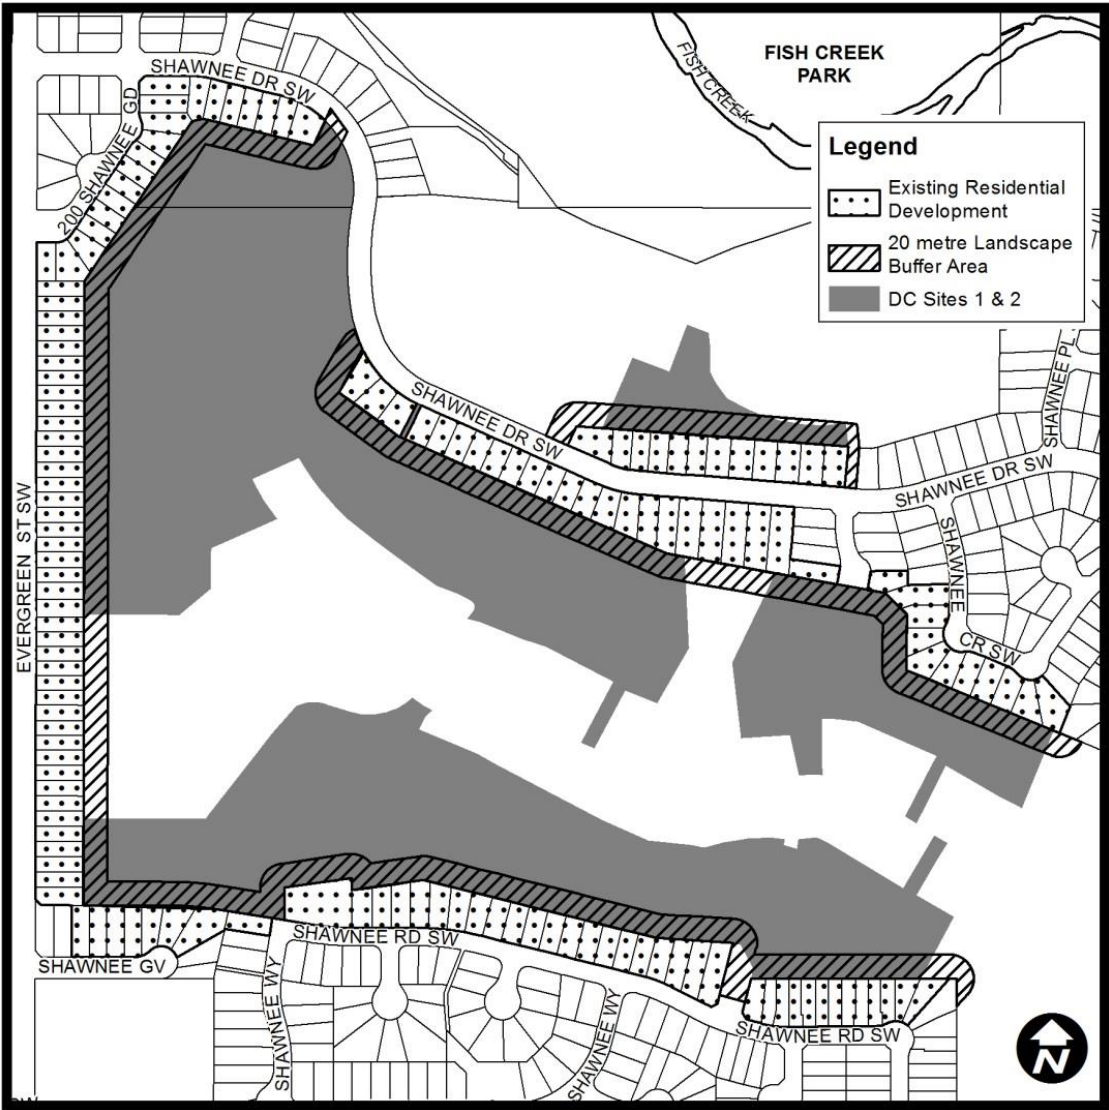 FISH CREEK
PARK
FISH CREEK
SHAWNEE DR SW
200 SHAWNEE GD
Legend
Existing Residential
Development
20 metre Landscape
Buffer Area
DC Sites 1 & 2
SHAWNEE PL
SHAWNEE DR SW
SHAWNEE DR SW
SHAWNEE
CR SW
EVERGREEN ST SW
SHAWNEE RD SW
SHAWNEE GV
SHAWNEE WY
SHAWNEE WY
SHAWNEE RD SW
N